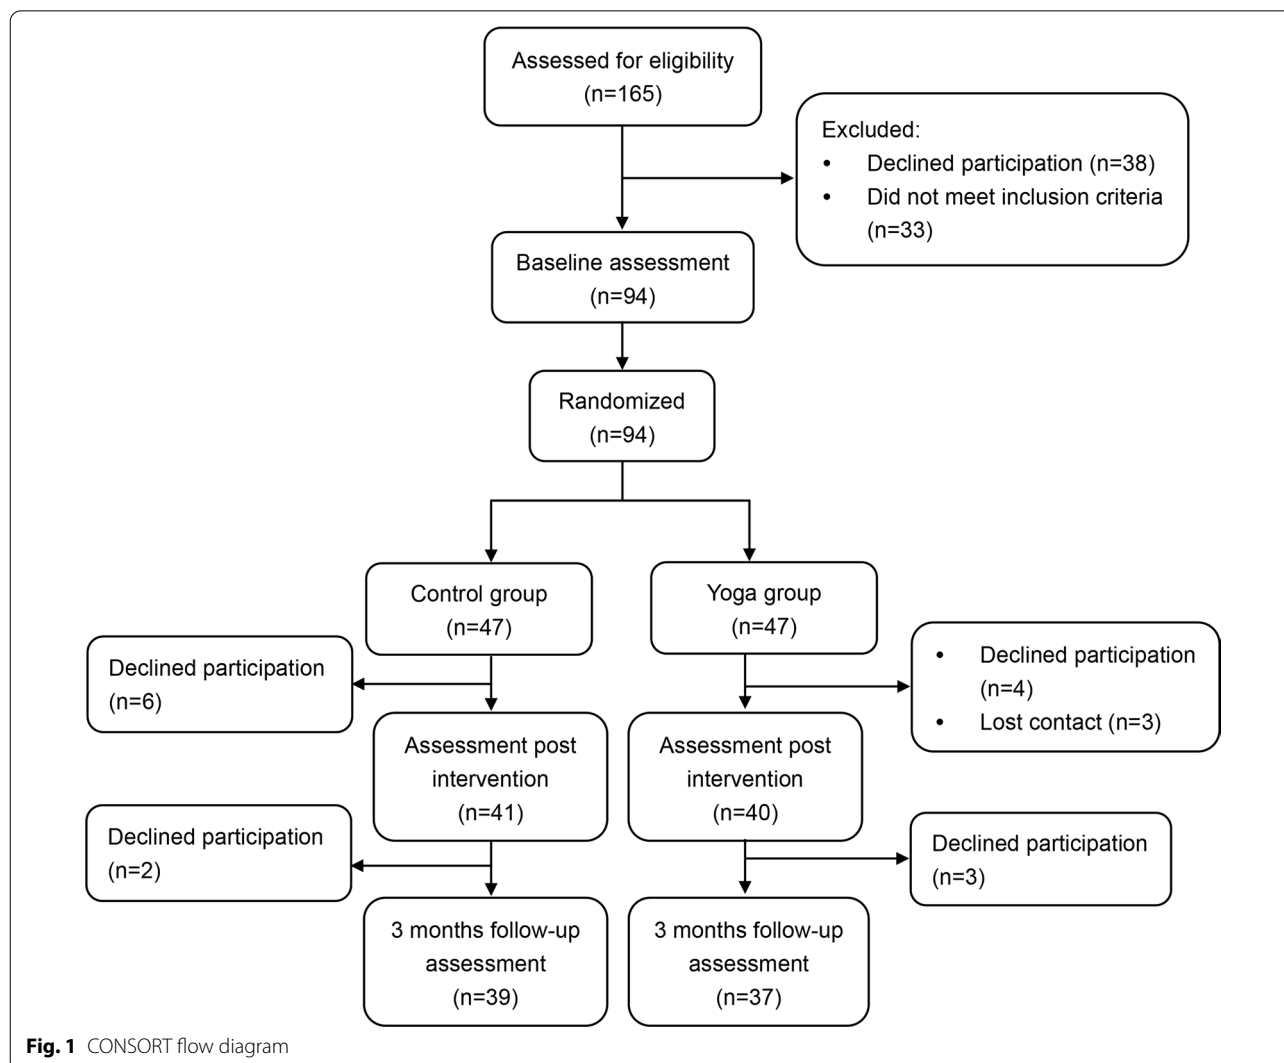 Assessed for eligibility
(n=165)
Excluded:
• Declined participation (n=38)
• Did not meet inclusion criteria
(n=33)
Baseline assessment
(n=94)
Randomized
(n=94)
Control group
(n=47)
Yoga group
(n=47)
Declined participation
(n=6)
• Declined participation
(n=4)
• Lost contact (n=3)
Assessment post
intervention
(n=41)
Assessment post
intervention
(n=40)
Declined participation
(n=2)
Declined participation
(n=3)
3 months follow-up
assessment
(n=39)
3 months follow-up
assessment
(n=37)
Fig. 1 CONSORT flow diagram